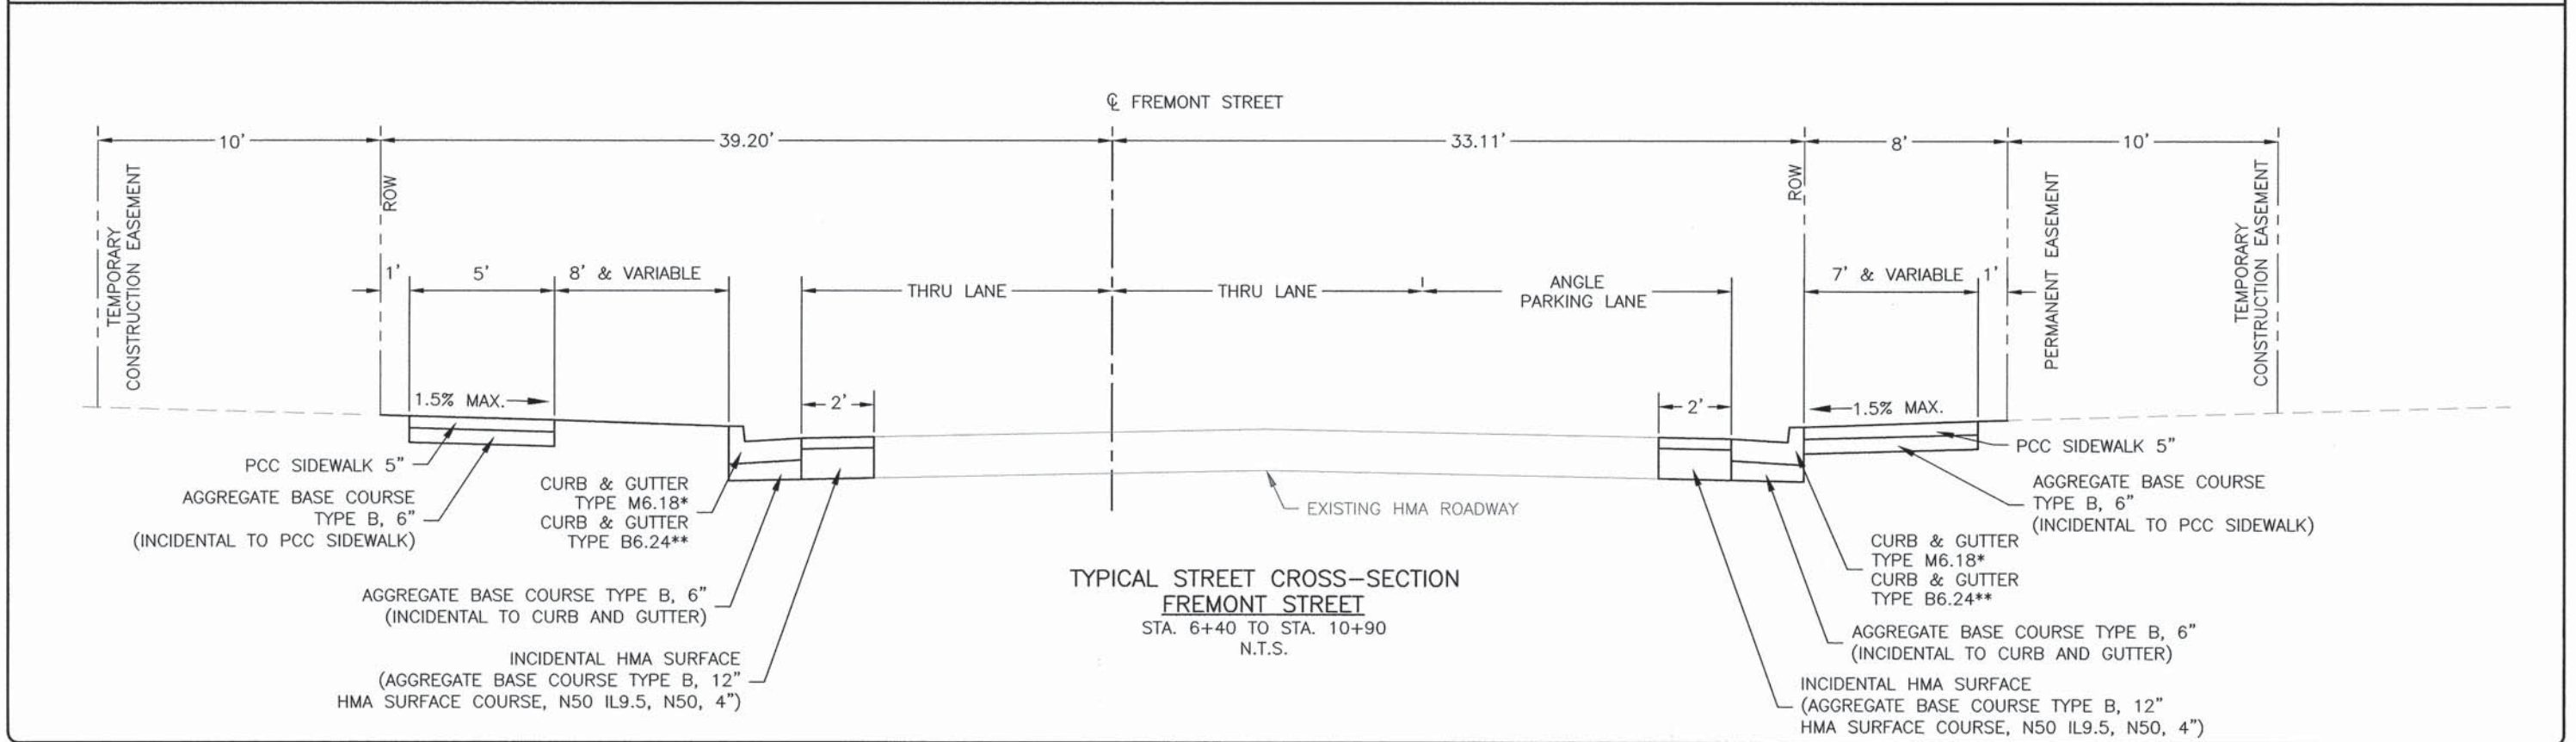 ℄ FREMONT STREET
10'
39.20'
33.11'
8'
10'
TEMPORARY
CONSTRUCTION EASEMENT
ROW
ROW
PERMANENT EASEMENT
TEMPORARY
CONSTRUCTION EASEMENT
1'
5'
8' & VARIABLE
THRU LANE
THRU LANE
ANGLE
PARKING LANE
7' & VARIABLE
1'
1.5% MAX.
2'
2'
1.5% MAX.
PCC SIDEWALK 5"
AGGREGATE BASE COURSE
TYPE B, 6"
(INCIDENTAL TO PCC SIDEWALK)
CURB & GUTTER
TYPE M6.18*
CURB & GUTTER
TYPE B6.24**
AGGREGATE BASE COURSE TYPE B, 6"
(INCIDENTAL TO CURB AND GUTTER)
INCIDENTAL HMA SURFACE
(AGGREGATE BASE COURSE TYPE B, 12"
HMA SURFACE COURSE, N50 IL9.5, N50, 4")
EXISTING HMA ROADWAY
TYPICAL STREET CROSS-SECTION
FREMONT STREET
STA. 6+40 TO STA. 10+90
N.T.S.
PCC SIDEWALK 5"
AGGREGATE BASE COURSE
TYPE B, 6"
(INCIDENTAL TO PCC SIDEWALK)
CURB & GUTTER
TYPE M6.18*
CURB & GUTTER
TYPE B6.24**
AGGREGATE BASE COURSE TYPE B, 6"
(INCIDENTAL TO CURB AND GUTTER)
INCIDENTAL HMA SURFACE
(AGGREGATE BASE COURSE TYPE B, 12"
HMA SURFACE COURSE, N50 IL9.5, N50, 4")